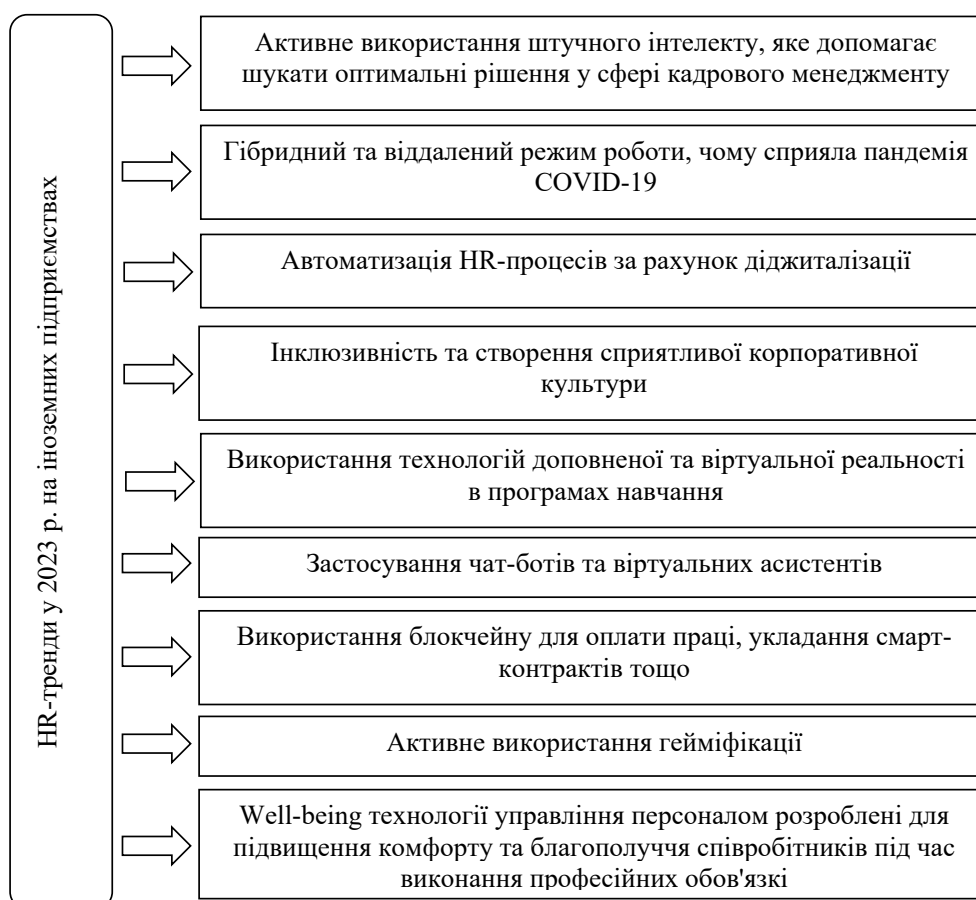 HR-тренди у 2023 р. на іноземних підприємствах
Активне використання штучного інтелекту, яке допомагає
шукати оптимальні рішення у сфері кадрового менеджменту
Гібридний та віддалений режим роботи, чому сприяла пандемія
COVID-19
Автоматизація HR-процесів за рахунок діджиталізації
Інклюзивність та створення сприятливої корпоративної
культури
Використання технологій доповненої та віртуальної реальності
в програмах навчання
Застосування чат-ботів та віртуальних асистентів
Використання блокчейну для оплати праці, укладання смарт-
контрактів тощо
Активне використання гейміфікації
Well-being технології управління персоналом розроблені для
підвищення комфорту та благополуччя співробітників під час
виконання професійних обов'язкі